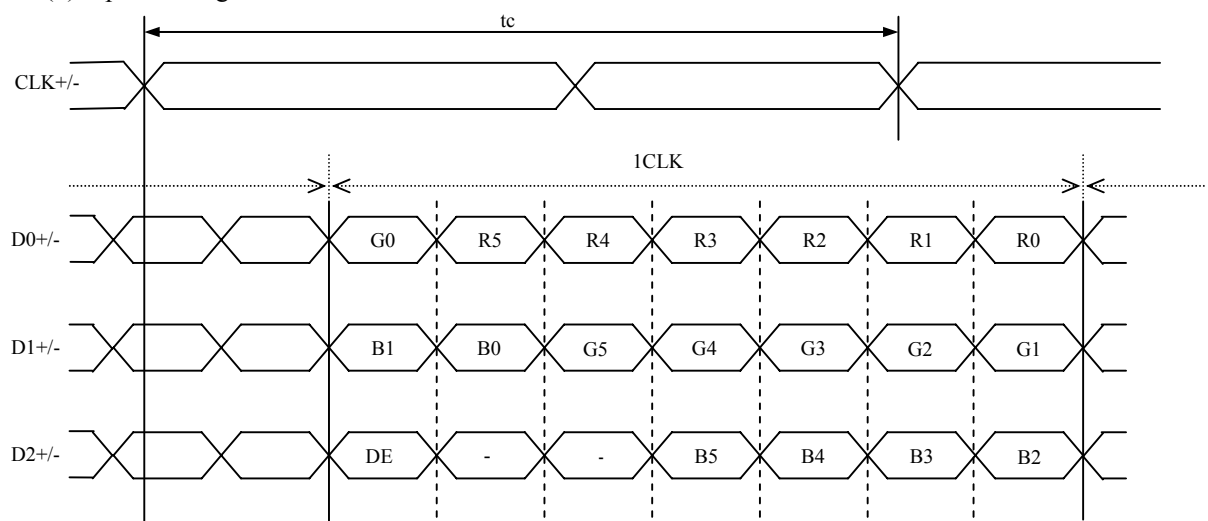 tc
CLK+/-
1CLK
D0+/- G0 R5 R4 R3 R2 R1 R0
D1+/- B1 B0 G5 G4 G3 G2 G1
D2+/- DE - - B5 B4 B3 B2